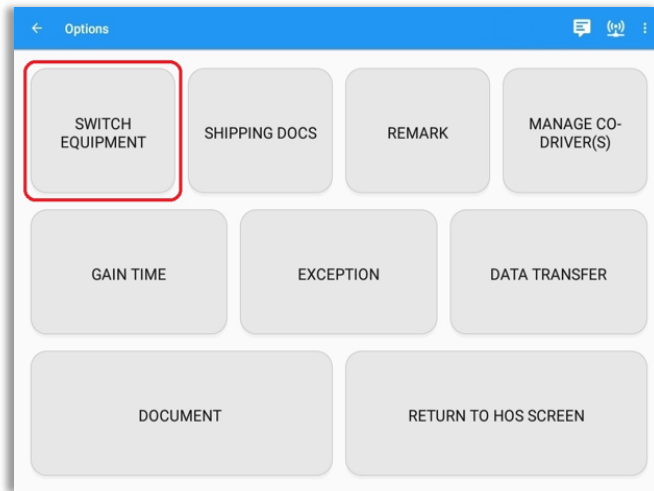 Options
SWITCH
EQUIPMENT
SHIPPING DOCS
REMARK
MANAGE CO-
DRIVER(S)
GAIN TIME
EXCEPTION
DATA TRANSFER
DOCUMENT
RETURN TO HOS SCREEN